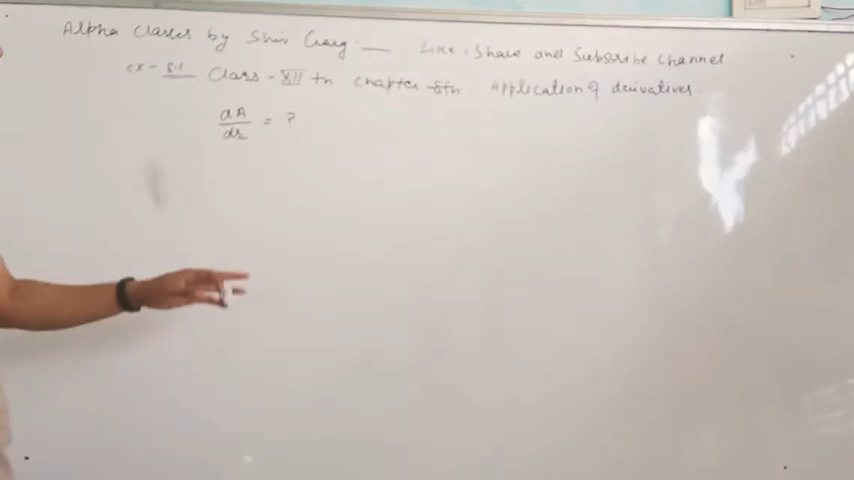 Alpha Classes by Shiv Garg — Like, Share and Subscribe Channel
ex - 6.1 Class - XII th chapter 6th Application of derivatives.
dA/dr = ?